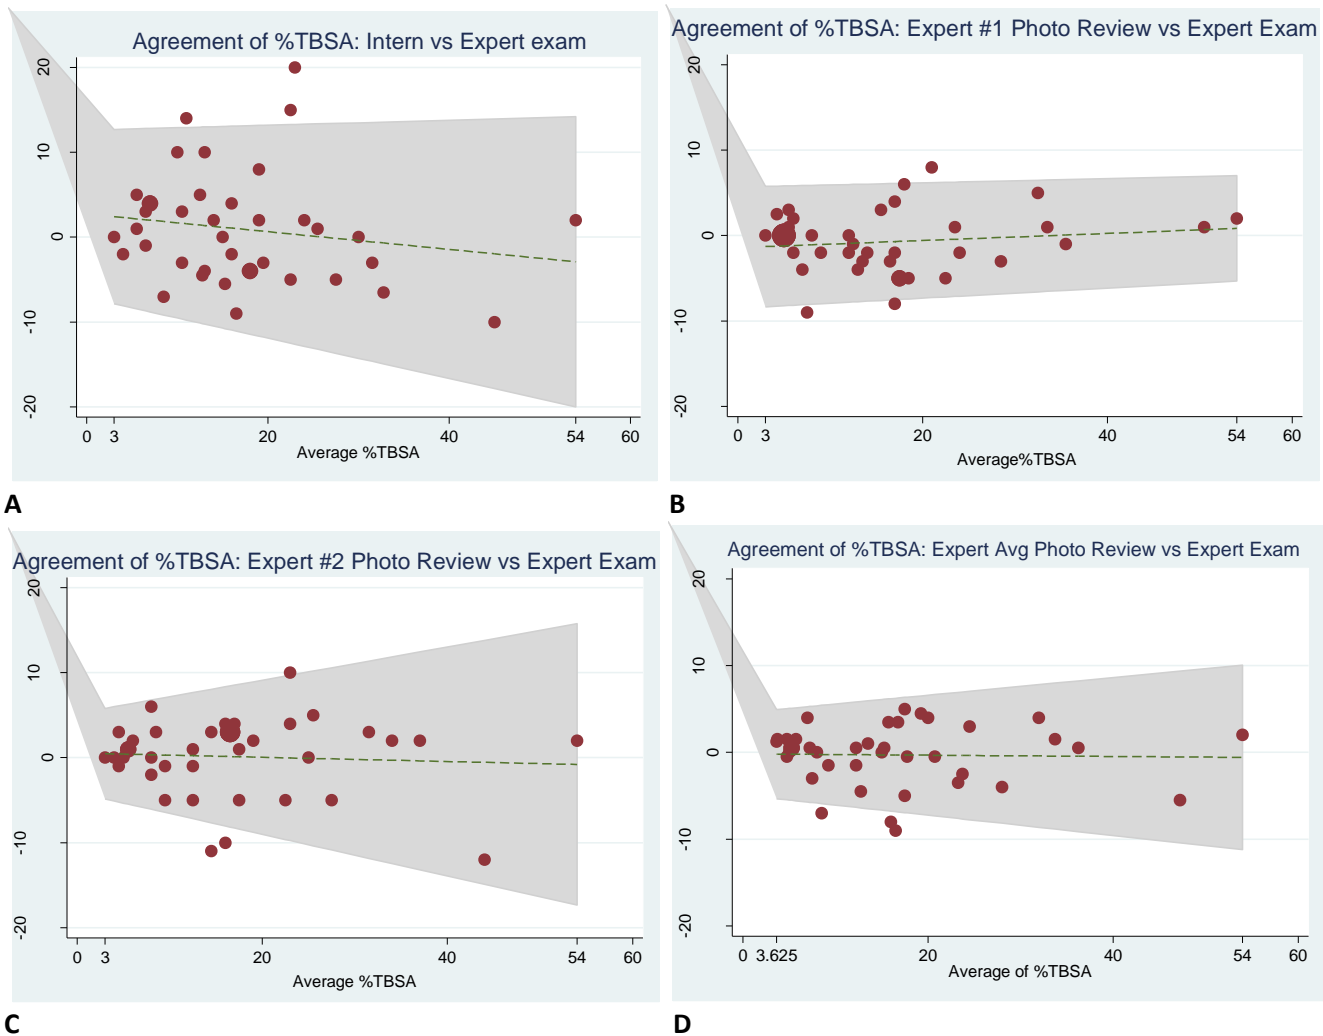 Agreement of %TBSA: Intern vs Expert exam
20
10
0
-10
-20
0 3 20 40 54 60
Average %TBSA
A
Agreement of %TBSA: Expert #1 Photo Review vs Expert Exam
20
10
0
-10
-20
0 3 20 40 54 60
Average%TBSA
B
Agreement of %TBSA: Expert #2 Photo Review vs Expert Exam
20
10
0
-10
-20
0 3 20 40 54 60
Average %TBSA
C
Agreement of %TBSA: Expert Avg Photo Review vs Expert Exam
20
10
0
-10
-20
0 3.625 20 40 54 60
Average of %TBSA
D